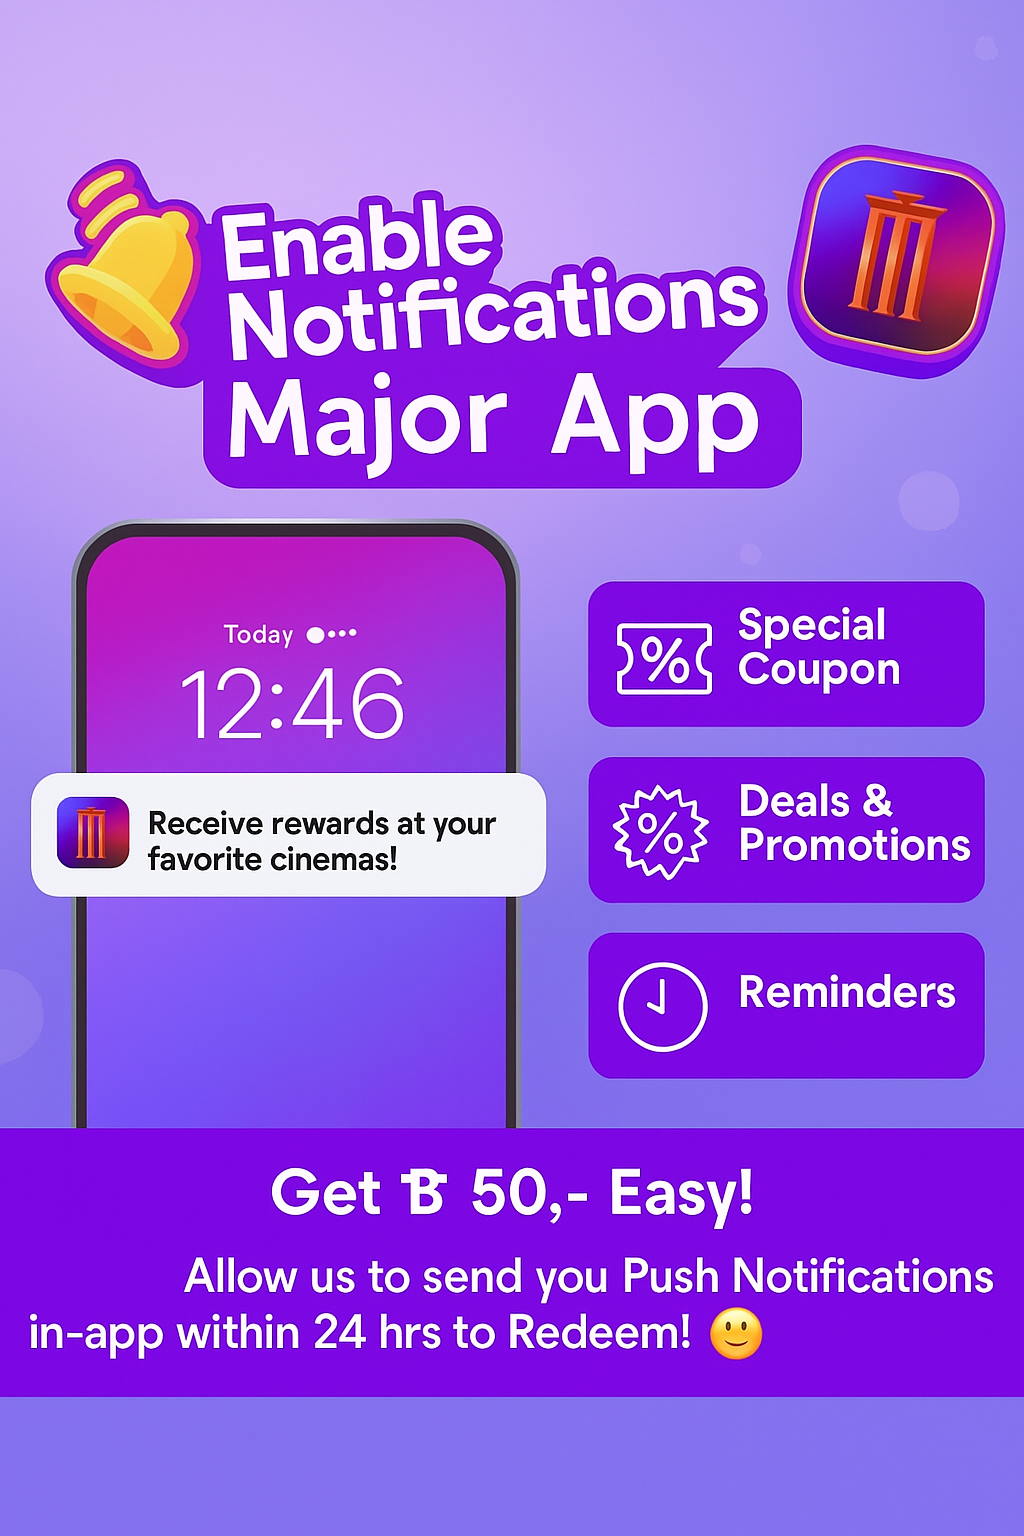 Enable
Notifications
Major App
Today
12:46
Receive rewards at your
favorite cinemas!
Special
Coupon
Deals &
Promotions
Reminders
Get ฿ 50,- Easy!
Allow us to send you Push Notifications
in-app within 24 hrs to Redeem! 🙂